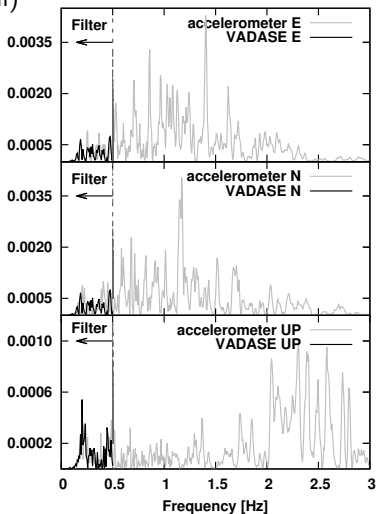 Filter
accelerometer E
VADASE E
0.0035
0.0020
0.0005
Filter
accelerometer N
VADASE N
0.0035
0.0020
0.0005
Filter
accelerometer UP
VADASE UP
0.0010
0.0006
0.0002
0 0.5 1 1.5 2 2.5 3
Frequency [Hz]